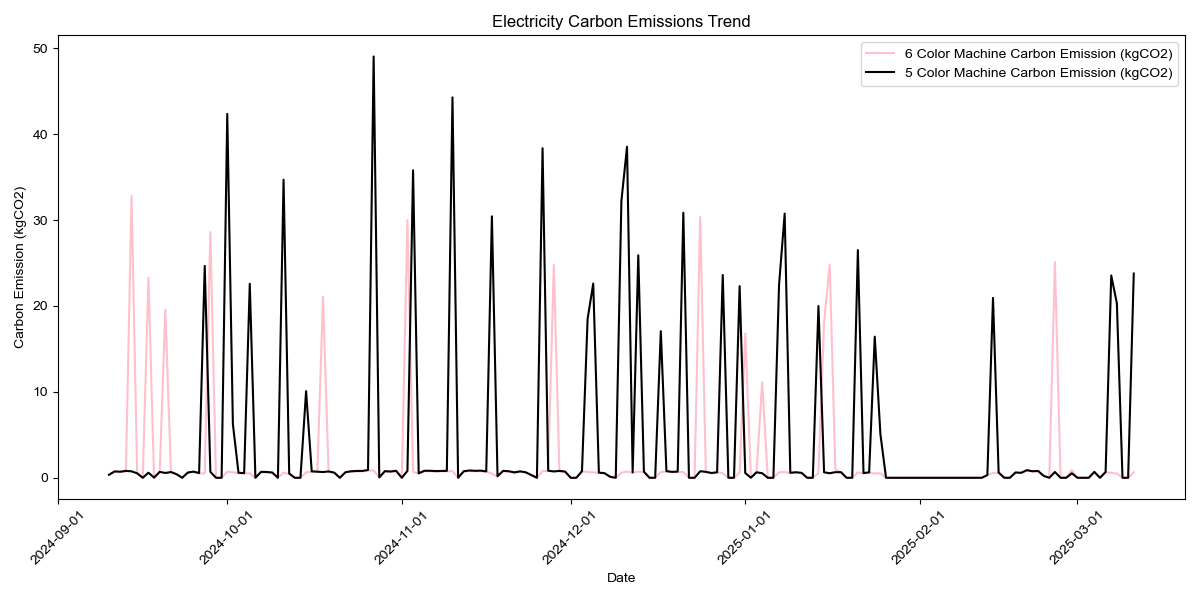 Electricity Carbon Emissions Trend
6 Color Machine Carbon Emission (kgCO2)
5 Color Machine Carbon Emission (kgCO2)
Carbon Emission (kgCO2)
50
40
30
20
10
0
2024-09-01
2024-10-01
2024-11-01
2024-12-01
2025-01-01
2025-02-01
2025-03-01
Date